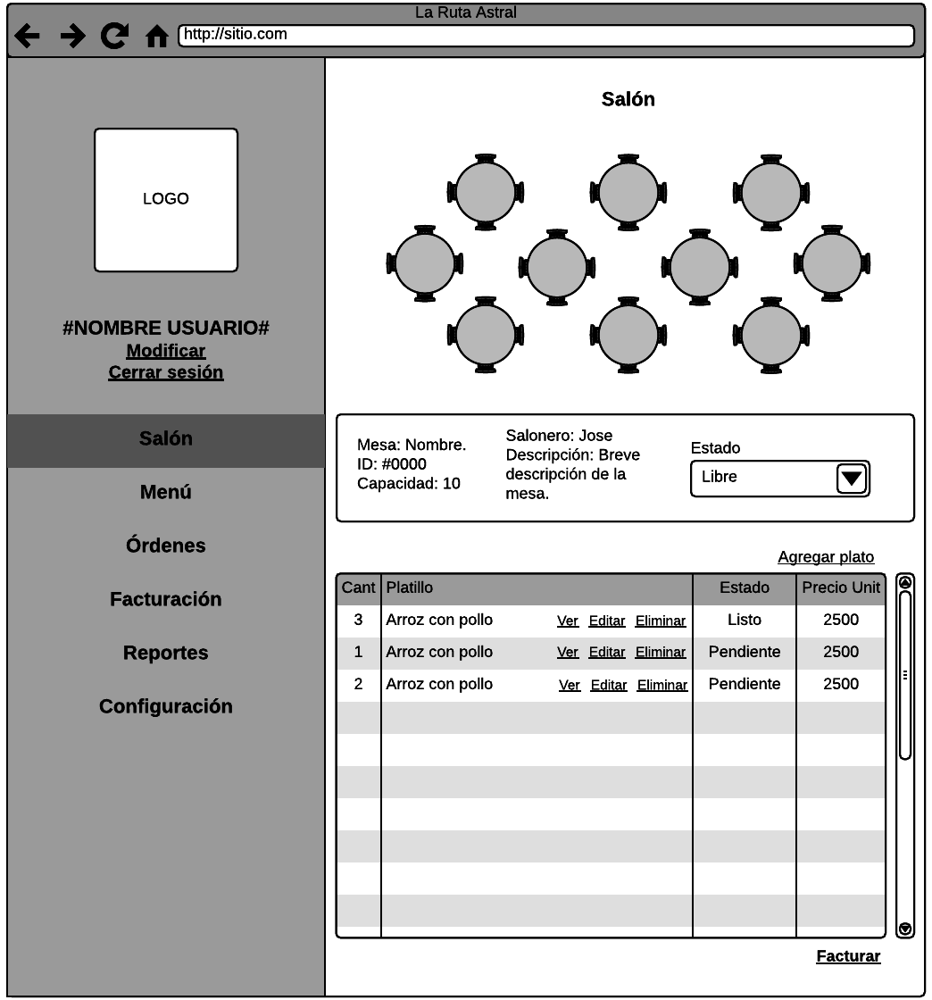 La Ruta Astral
http://sitio.com
LOGO
#NOMBRE USUARIO#
Modificar
Cerrar sesión
Salón
Menú
Órdenes
Facturación
Reportes
Configuración
Salón
Mesa: Nombre.
ID: #0000
Capacidad: 10
Salonero: Jose
Descripción: Breve
descripción de la
mesa.
Estado
Libre
Agregar plato
Cant Platillo Estado Precio Unit
3 Arroz con pollo Ver Editar Eliminar Listo 2500
1 Arroz con pollo Ver Editar Eliminar Pendiente 2500
2 Arroz con pollo Ver Editar Eliminar Pendiente 2500
Facturar